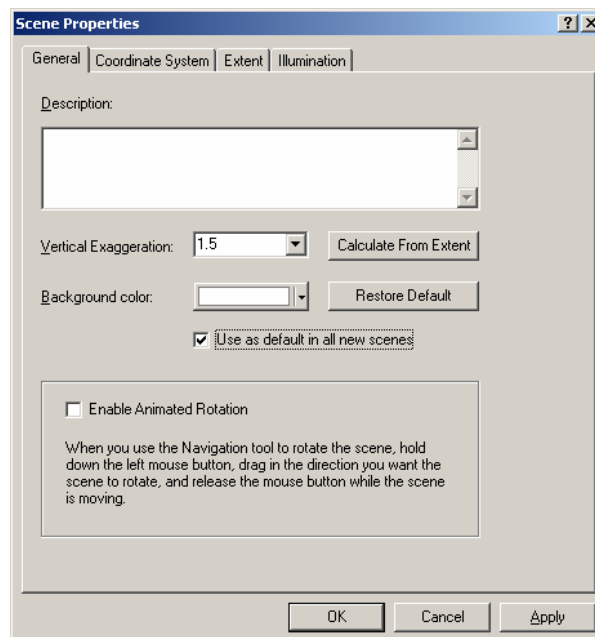 Scene Properties
General Coordinate System Extent Illumination
Description:
Vertical Exaggeration: 1.5 Calculate From Extent
Background color: Restore Default
Use as default in all new scenes
Enable Animated Rotation
When you use the Navigation tool to rotate the scene, hold
down the left mouse button, drag in the direction you want the
scene to rotate, and release the mouse button while the scene
is moving.
OK Cancel Apply